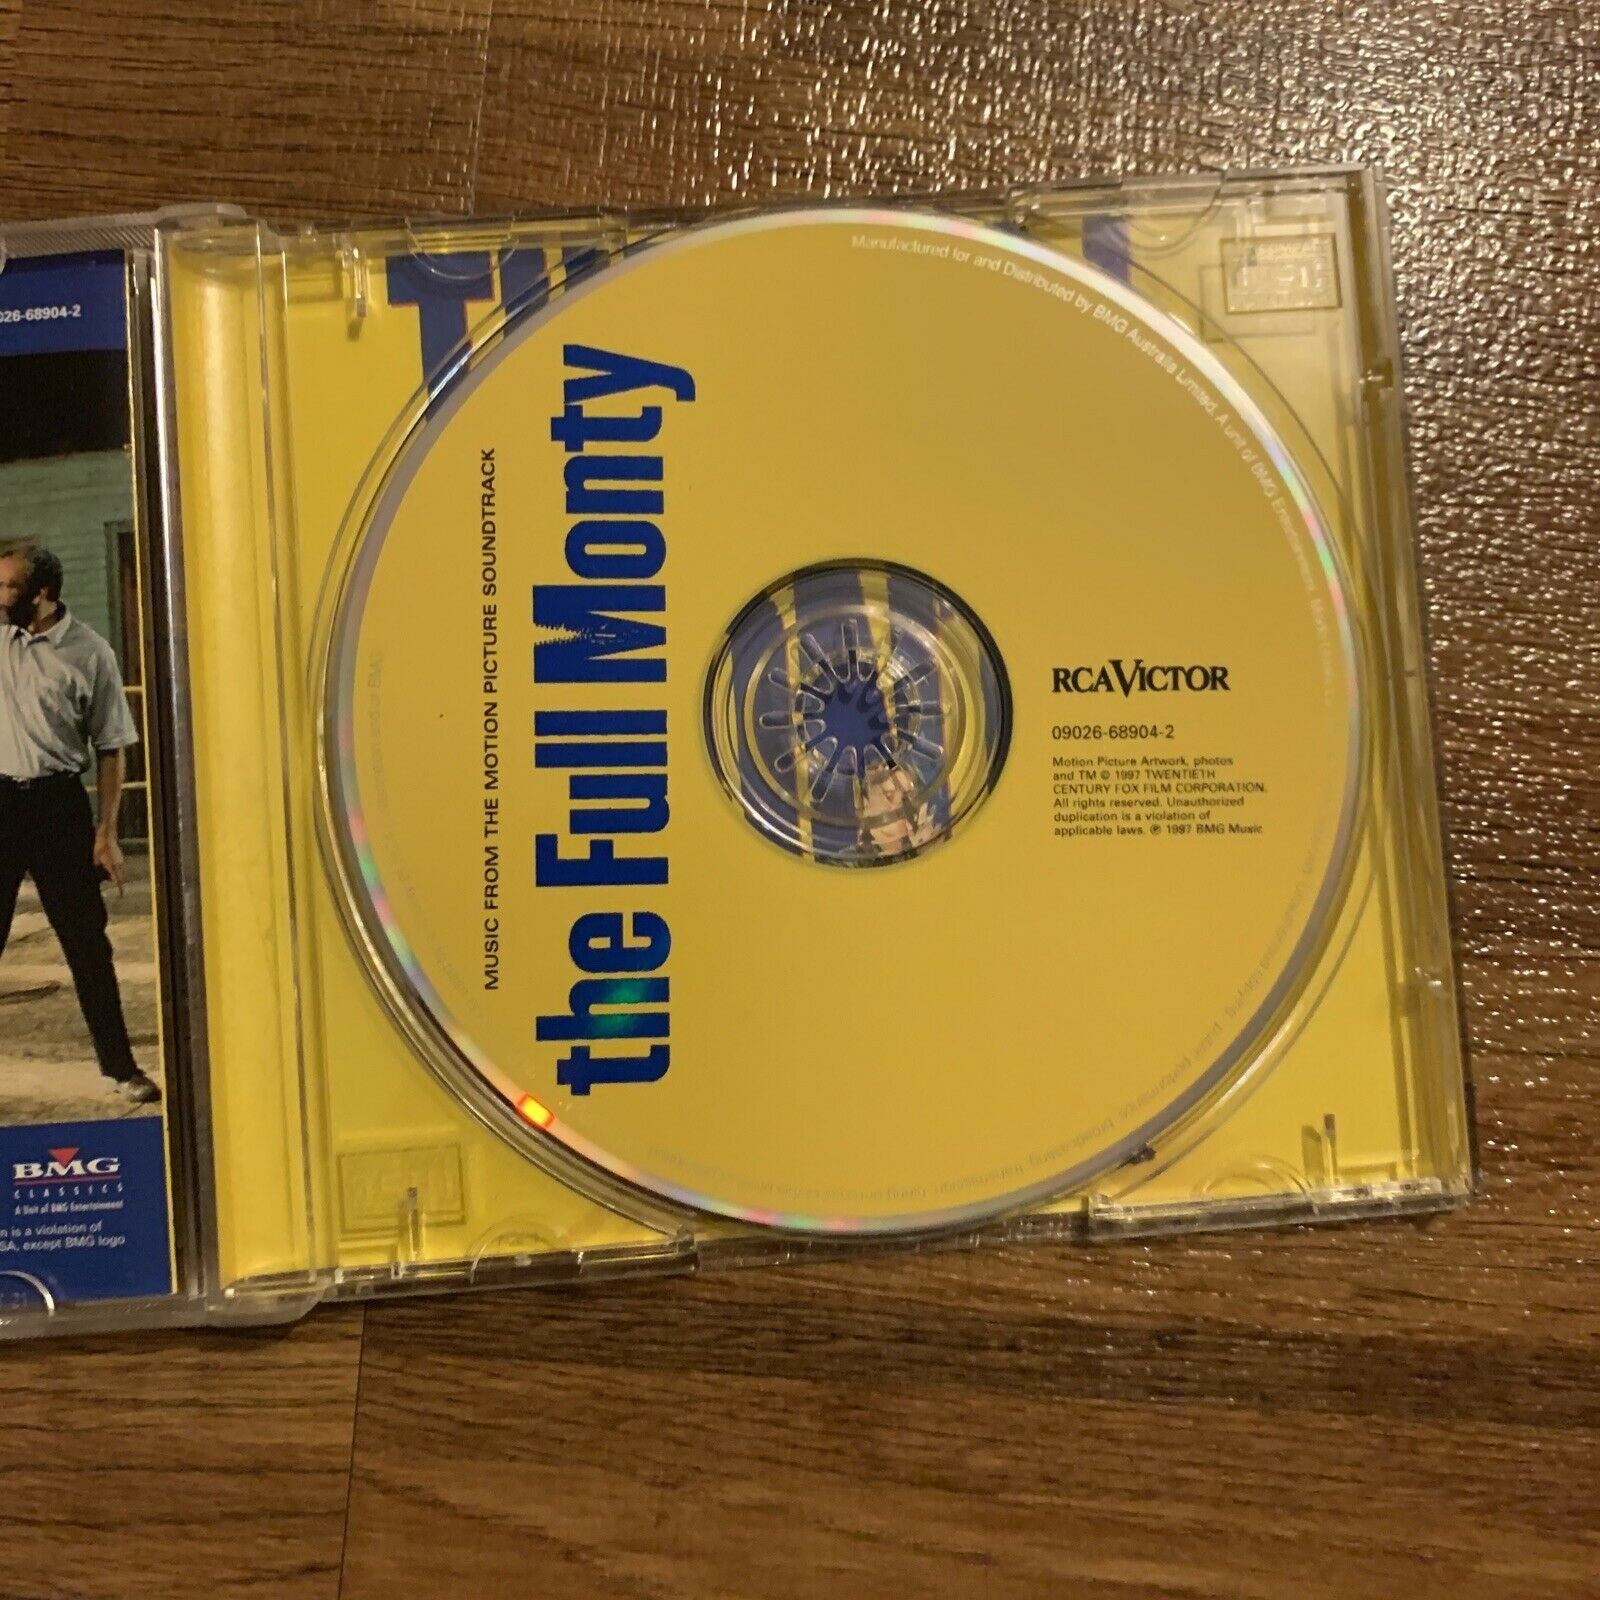 026-68904-2
BMG
CLASSICS
A Unit of BMG Entertainment
n is a violation of
SA, except BMG logo
MUSIC FROM THE MOTION PICTURE SOUNDTRACK
the Full Monty
Manufactured for and Distributed by BMG Australia Limited. A unit of BMG Entertainment.
RCA VICTOR
09026-68904-2
Motion Picture Artwork, photos
and TM © 1997 TWENTIETH
CENTURY FOX FILM CORPORATION.
All rights reserved. Unauthorized
duplication is a violation of
applicable laws. ℗ 1997 BMG Music